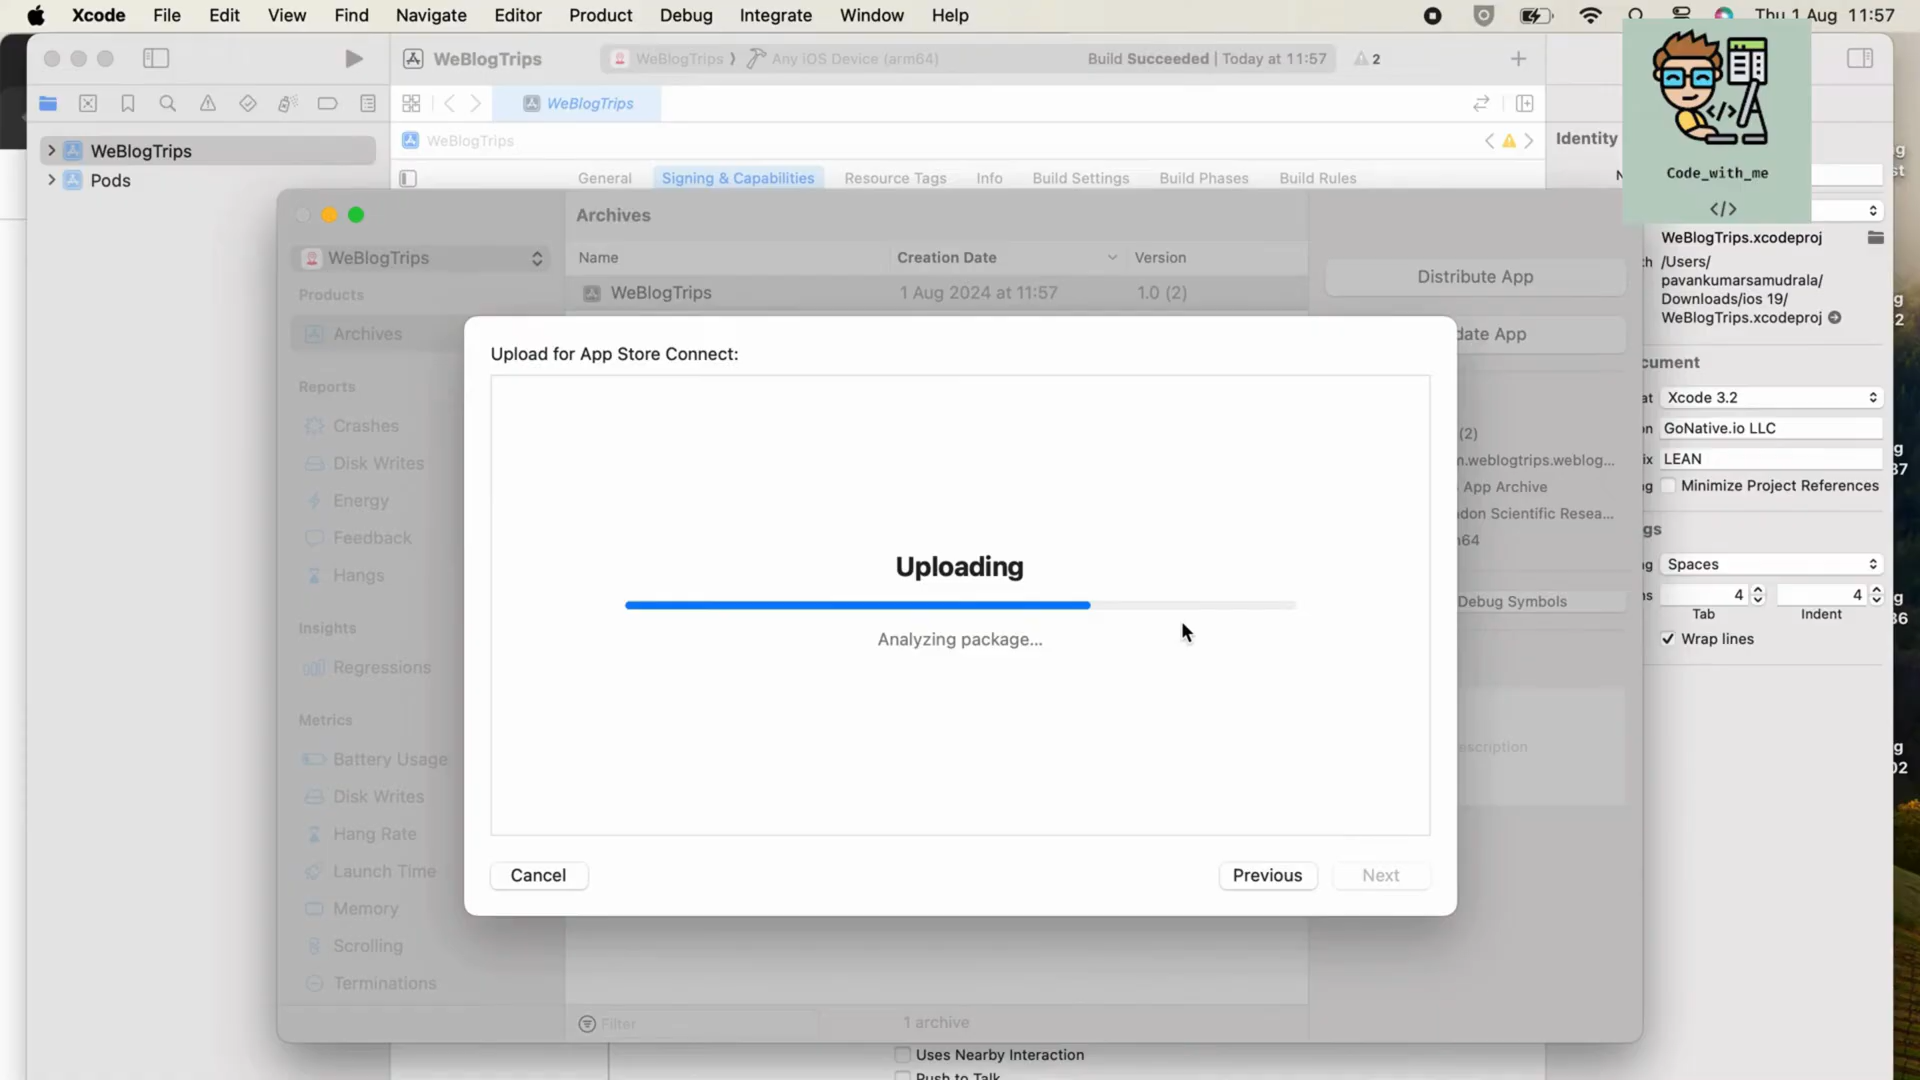 Xcode File Edit View Find Navigate Editor Product Debug Integrate Window Help Thu 1 Aug 11:57
WeBlogTrips WeBlogTrips Any iOS Device (arm64) Build Succeeded | Today at 11:57 2
WeBlogTrips
WeBlogTrips
WeBlogTrips
Pods
General Signing & Capabilities Resource Tags Info Build Settings Build Phases Build Rules
Identity
Code_with_me
</>
WeBlogTrips.xcodeproj
/Users/
pavankumarsamudrala/
Downloads/ios 19/
WeBlogTrips.xcodeproj
Xcode 3.2
GoNative.io LLC
LEAN
Minimize Project References
Spaces
4 4
Tab Indent
Wrap lines
Archives
WeBlogTrips
Name Creation Date Version
WeBlogTrips 1 Aug 2024 at 11:57 1.0 (2)
Distribute App
App
(2)
App Archive
Debug Symbols
Products
Archives
Reports
Crashes
Disk Writes
Energy
Feedback
Hangs
Insights
Regressions
Metrics
Battery Usage
Disk Writes
Hang Rate
Launch Time
Memory
Scrolling
Terminations
Upload for App Store Connect:
Uploading
Analyzing package...
Cancel Previous Next
Filter 1 archive
Uses Nearby Interaction
Push to Talk